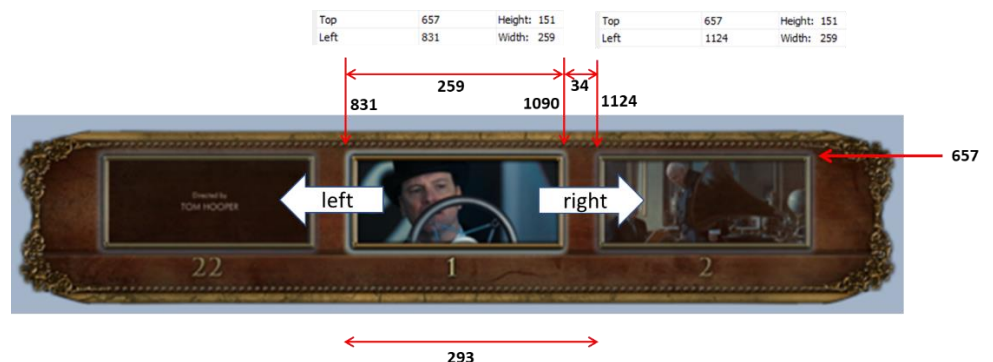 Top 657 Height: 151
Left 831 Width: 259
Top 657 Height: 151
Left 1124 Width: 259
259
34
831
1090
1124
657
Directed by
TOM HOOPER
left
right
22
1
2
293